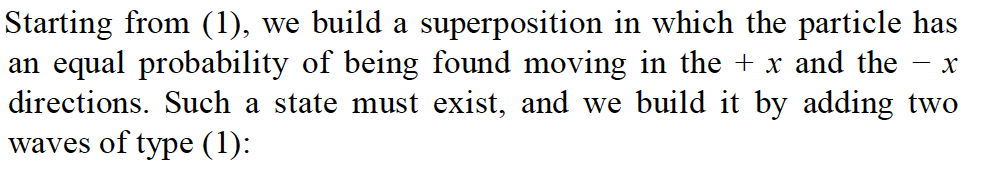 Starting from (1), we build a superposition in which the particle has
an equal probability of being found moving in the + x and the − x
directions. Such a state must exist, and we build it by adding two
waves of type (1):